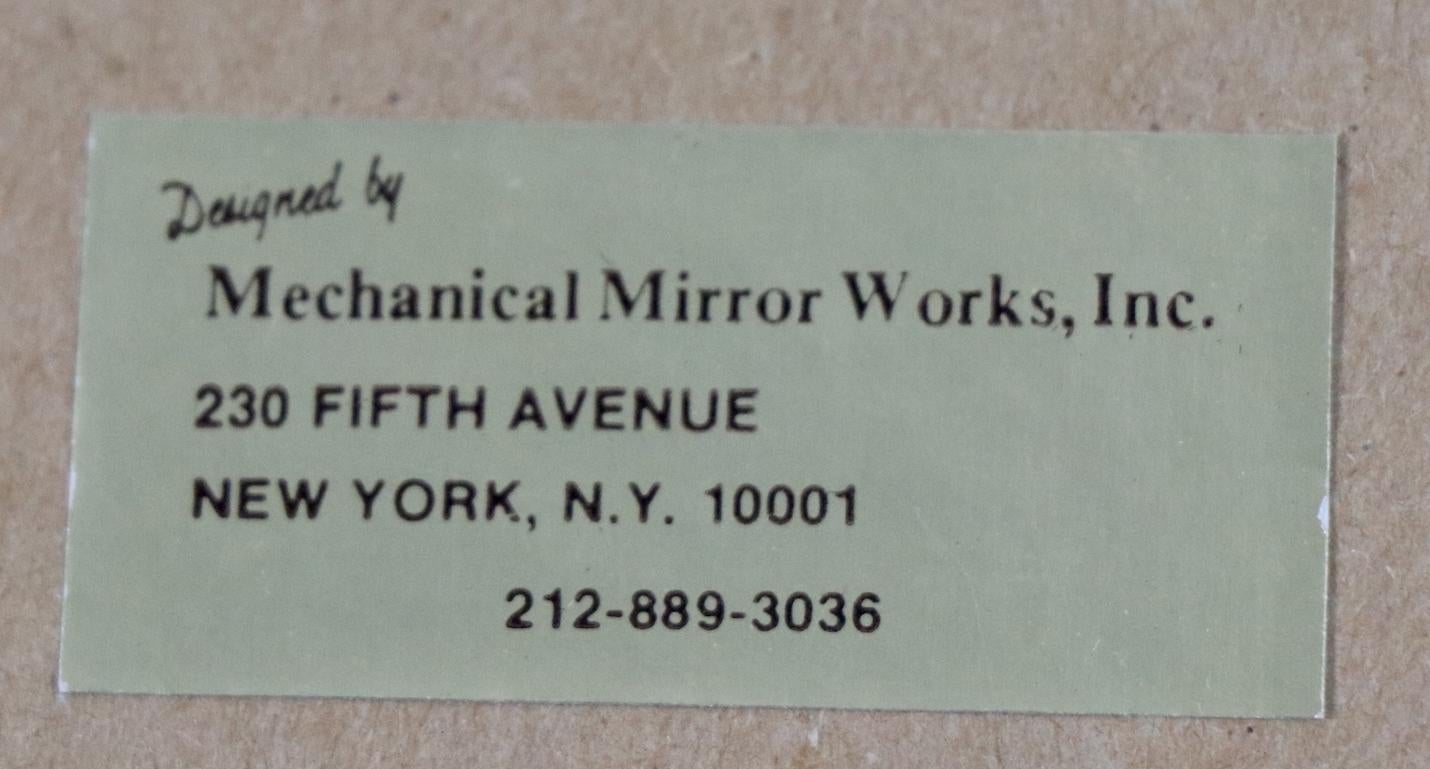 Designed by
Mechanical Mirror Works, Inc.
230 FIFTH AVENUE
NEW YORK, N.Y. 10001
212-889-3036